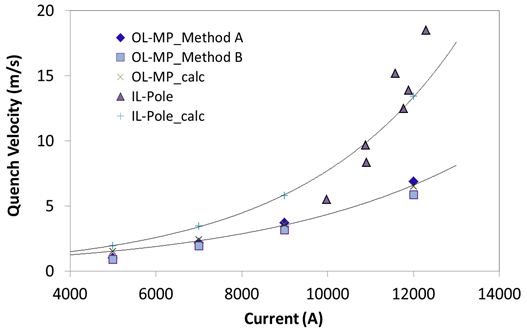 20
15
10
5
0
Quench Velocity (m/s)
OL-MP_Method A
OL-MP_Method B
OL-MP_calc
IL-Pole
IL-Pole_calc
4000 6000 8000 10000 12000 14000
Current (A)